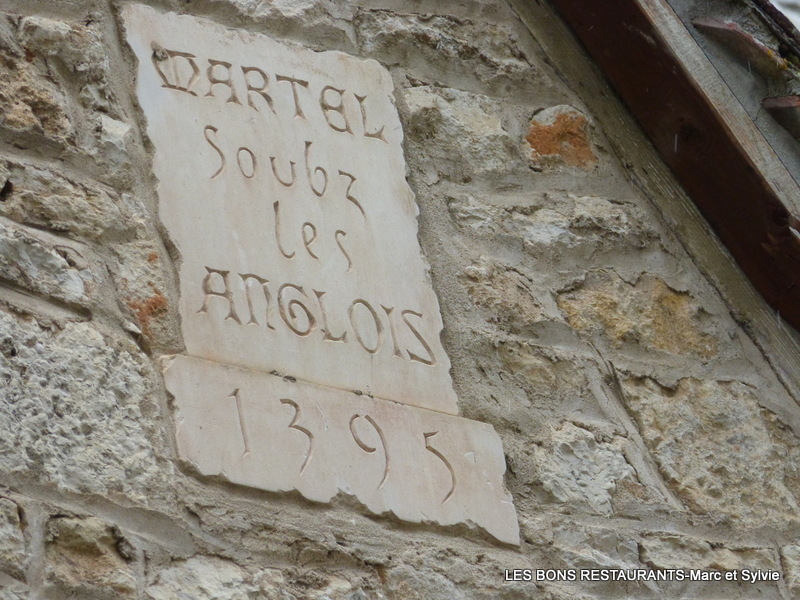 MARTEL
Soubz
les
ANGLOIS
1395
LES BONS RESTAURANTS-Marc et Sylvie